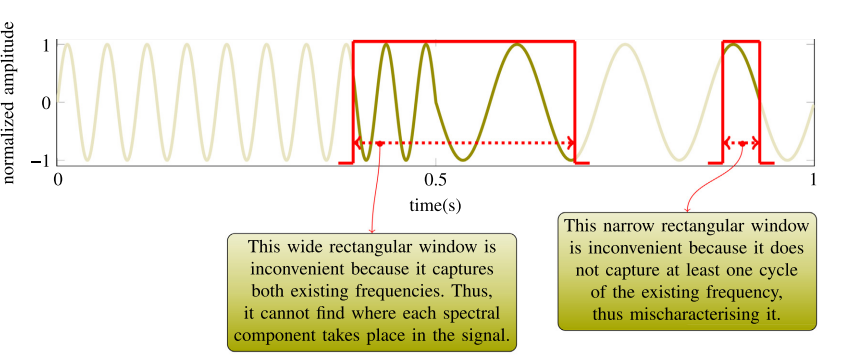 normalized amplitude
1
0
−1
0
0.5
1
time(s)
This wide rectangular window is
inconvenient because it captures
both existing frequencies. Thus,
it cannot find where each spectral
component takes place in the signal.
This narrow rectangular window
is inconvenient because it does
not capture at least one cycle
of the existing frequency,
thus mischaracterising it.